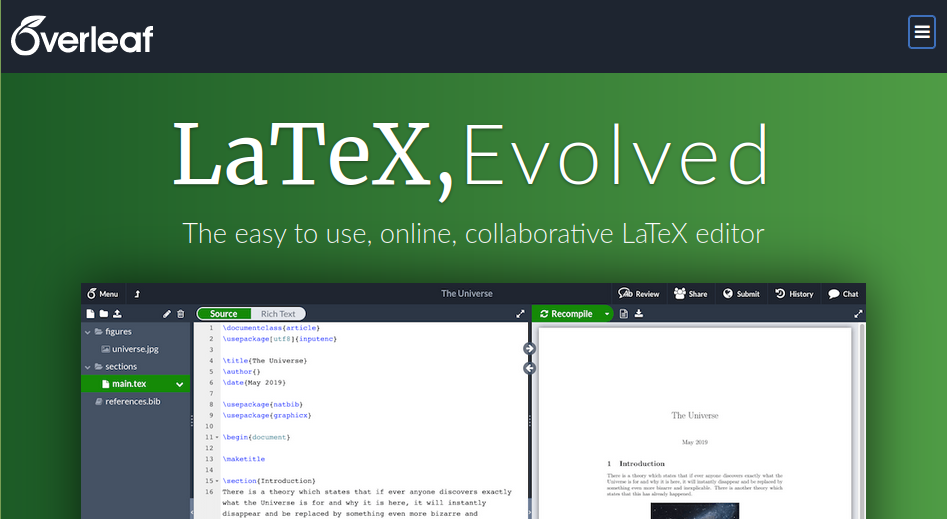 Overleaf
LaTeX, Evolved
The easy to use, online, collaborative LaTeX editor
Menu
The Universe
Review Share Submit History Chat
Source Rich Text
Recompile
figures
universe.jpg
sections
main.tex
references.bib
1 \documentclass{article}
2 \usepackage[utf8]{inputenc}
3
4 \title{The Universe}
5 \author{}
6 \date{May 2019}
7
8 \usepackage{natbib}
9 \usepackage{graphicx}
10
11 \begin{document}
12
13 \maketitle
14
15 \section{Introduction}
16 There is a theory which states that if ever anyone discovers exactly
what the Universe is for and why it is here, it will instantly
disappear and be replaced by something even more bizarre and
The Universe
May 2019
1 Introduction
There is a theory which states that if ever anyone discovers exactly what the
Universe is for and why it is here, it will instantly disappear and be replaced by
something even more bizarre and inexplicable. There is another theory which
states that this has already happened.